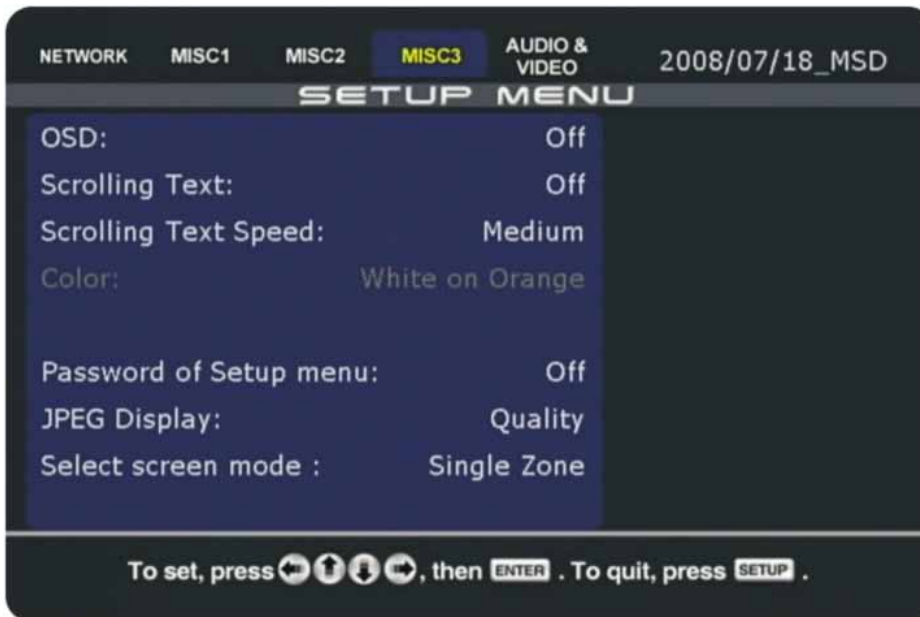 NETWORK MISC1 MISC2 MISC3 AUDIO & VIDEO 2008/07/18_MSD
SETUP MENU
OSD: Off
Scrolling Text: Off
Scrolling Text Speed: Medium
Color: White on Orange
Password of Setup menu: Off
JPEG Display: Quality
Select screen mode : Single Zone
To set, press , then ENTER . To quit, press SETUP .